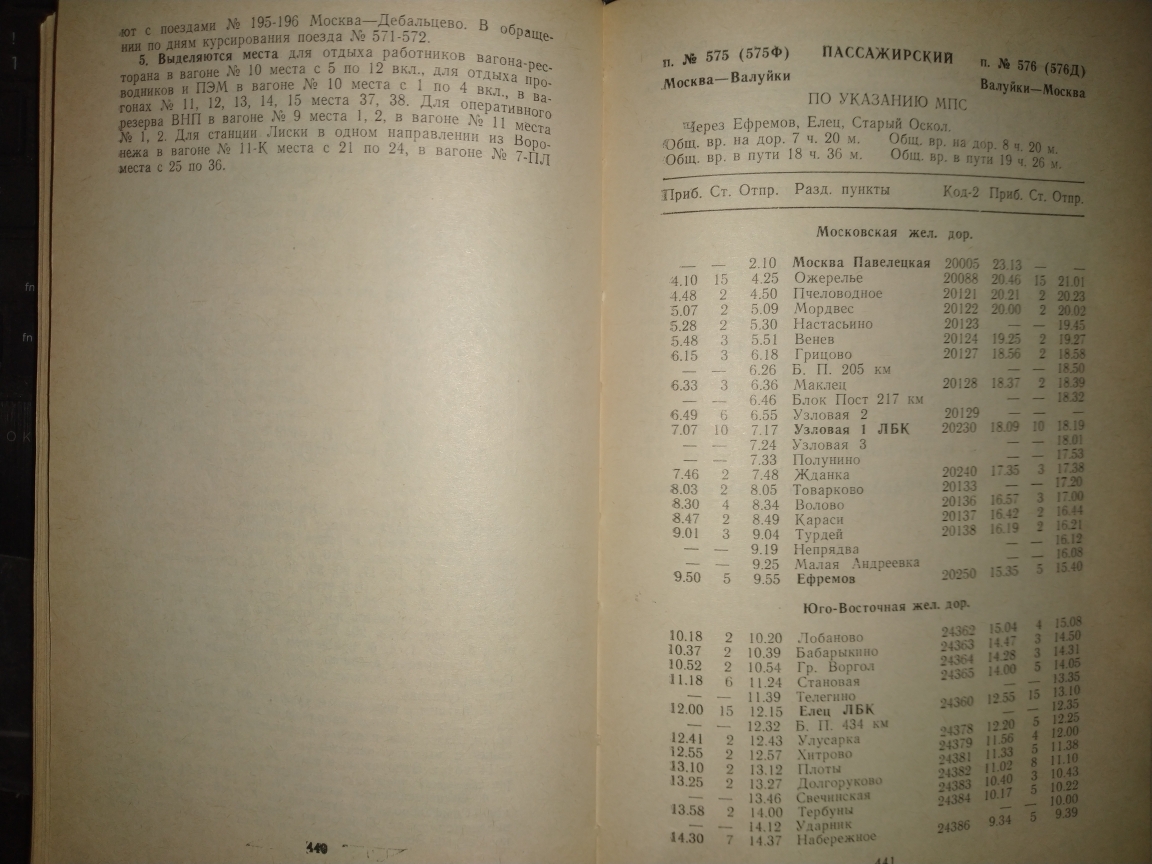 ют с поездами № 195-196 Москва—Дебальцево. В обраще-
нии по дням курсирования поезда № 571-572.
5. Выделяются места для отдыха работников вагона-рес-
торана в вагоне № 10 места с 5 по 12 вкл., для отдыха про-
водников и ПЭМ в вагоне № 10 места с 1 по 4 вкл., в ва-
гонах № 11, 12, 13, 14, 15 места 37, 38. Для оперативного
резерва ВНП в вагоне № 9 места 1, 2, в вагоне № 11 места
№ 1, 2. Для станции Лиски в одном направлении из Воро-
нежа в вагоне № 11-К места с 21 по 24, в вагоне № 7-ПЛ
места с 25 по 36.
440
п. № 575 (575Ф) ПАССАЖИРСКИЙ п. № 576 (576Д)
Москва—Валуйки Валуйки—Москва
ПО УКАЗАНИЮ МПС
Через Ефремов, Елец, Старый Оскол.
Общ. вр. на дор. 7 ч. 20 м. Общ. вр. на дор. 8 ч. 20 м.
Общ. вр. в пути 18 ч. 36 м. Общ. вр. в пути 19 ч. 26 м.
Приб. Ст. Отпр. Разд. пункты Код-2 Приб. Ст. Отпр.
Московская жел. дор.
— — 2.10 Москва Павелецкая 20005 23.13 — —
4.10 15 4.25 Ожерелье 20088 20.46 15 21.01
4.48 2 4.50 Пчеловодное 20121 20.21 2 20.23
5.07 2 5.09 Мордвес 20122 20.00 2 20.02
5.28 2 5.30 Настасьино 20123 — — 19.45
5.48 3 5.51 Венев 20124 19.25 2 19.27
6.15 3 6.18 Грицово 20127 18.56 2 18.58
— — 6.26 Б. П. 205 км — — 18.50
6.33 3 6.36 Маклец 20128 18.37 2 18.39
— — 6.46 Блок Пост 217 км — — 18.32
6.49 6 6.55 Узловая 2 20129 — — —
7.07 10 7.17 Узловая 1 ЛБК 20230 18.09 10 18.19
— — 7.24 Узловая 3 — — 18.01
— — 7.33 Полунино — — 17.53
7.46 2 7.48 Жданка 20240 17.35 3 17.38
8.03 2 8.05 Товарково 20133 — — 17.20
8.30 4 8.34 Волово 20136 16.57 3 17.00
8.47 2 8.49 Караси 20137 16.42 2 16.44
9.01 3 9.04 Турдей 20138 16.19 2 16.21
— — 9.19 Непрядва — — 16.12
— — 9.25 Малая Андреевка — — 16.08
9.50 5 9.55 Ефремов 20250 15.35 5 15.40
Юго-Восточная жел. дор.
10.18 2 10.20 Лобаново 24362 15.04 4 15.08
10.37 2 10.39 Бабарыкино 24363 14.47 3 14.50
10.52 2 10.54 Гр. Воргол 24364 14.28 3 14.31
11.18 6 11.24 Становая 24365 14.00 5 14.05
— — 11.39 Телегино — — 13.35
12.00 15 12.15 Елец ЛБК 24360 12.55 15 13.10
— — 12.32 Б. П. 434 км — — 12.35
12.41 2 12.43 Улусарка 24378 12.20 5 12.25
12.55 2 12.57 Хитрово 24379 11.56 4 12.00
13.10 2 13.12 Плоты 24381 11.33 5 11.38
13.25 2 13.27 Долгоруково 24382 11.02 8 11.10
— — 13.46 Свечинская 24383 10.40 3 10.43
13.58 2 14.00 Тербуны 24384 10.17 5 10.22
— — 14.12 Ударник — — 10.00
14.30 7 14.37 Набережное 24386 9.34 5 9.39
441